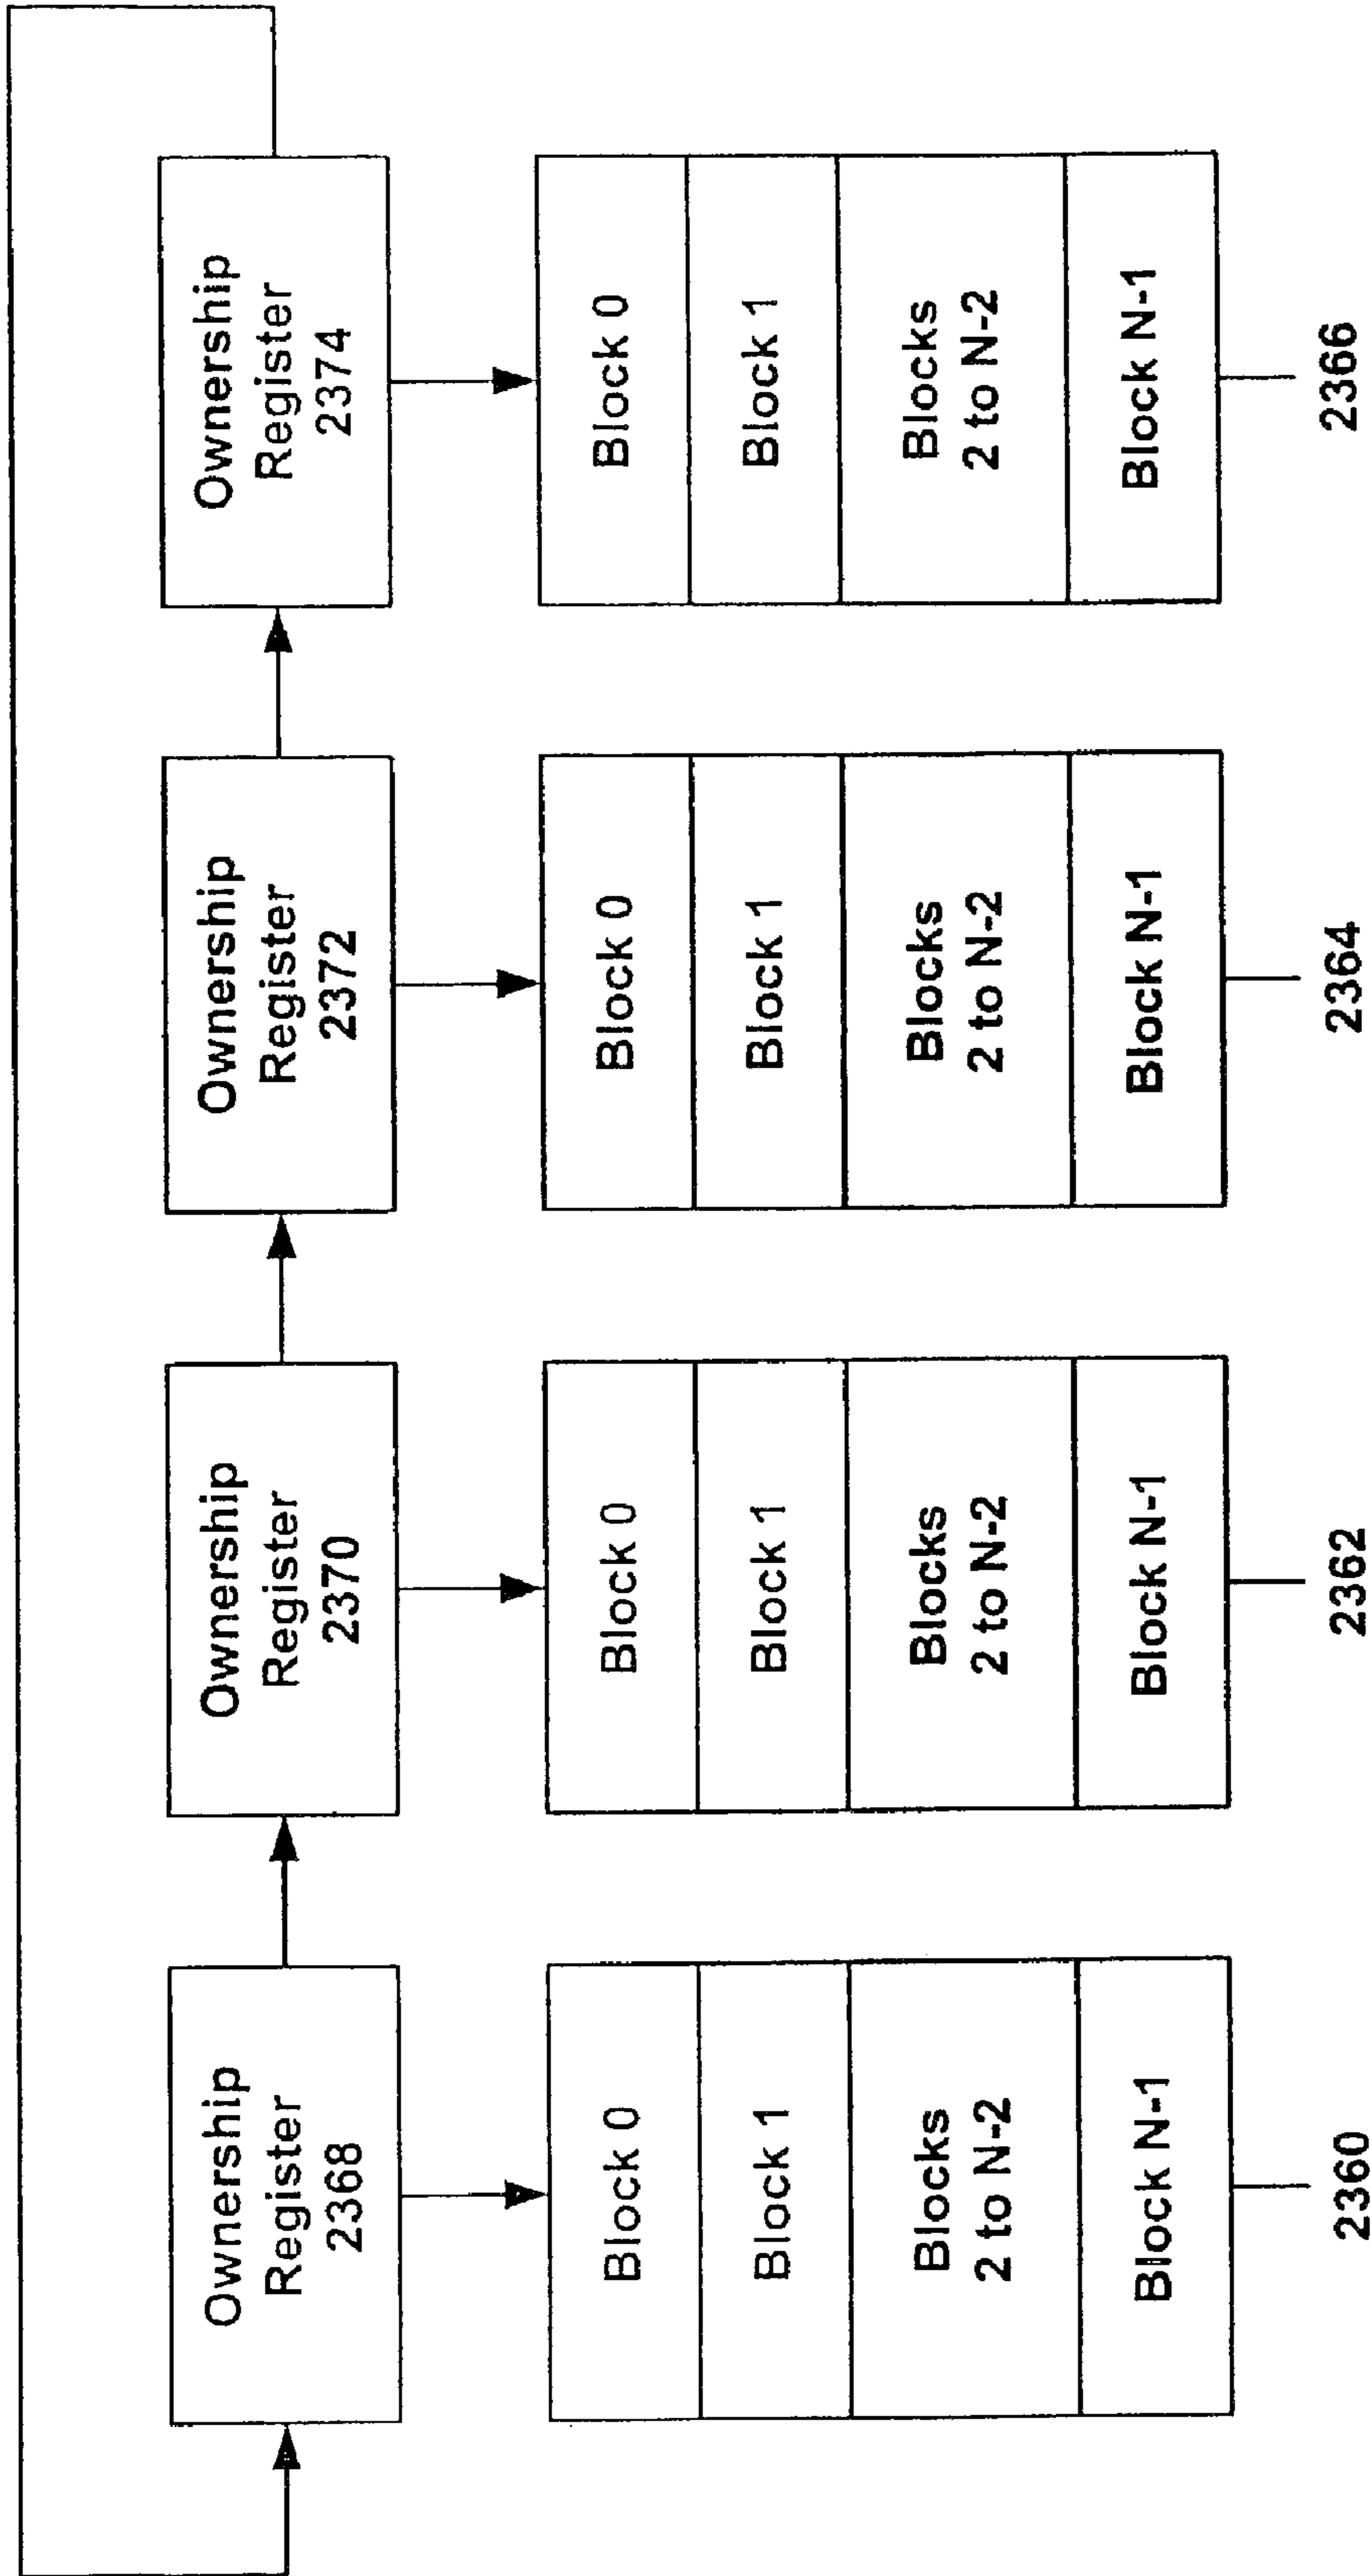 Ownership
Register
2368
Block 0
Block 1
Blocks
2 to N-2
Block N-1
2360
Ownership
Register
2370
Block 0
Block 1
Blocks
2 to N-2
Block N-1
2362
Ownership
Register
2372
Block 0
Block 1
Blocks
2 to N-2
Block N-1
2364
Ownership
Register
2374
Block 0
Block 1
Blocks
2 to N-2
Block N-1
2366